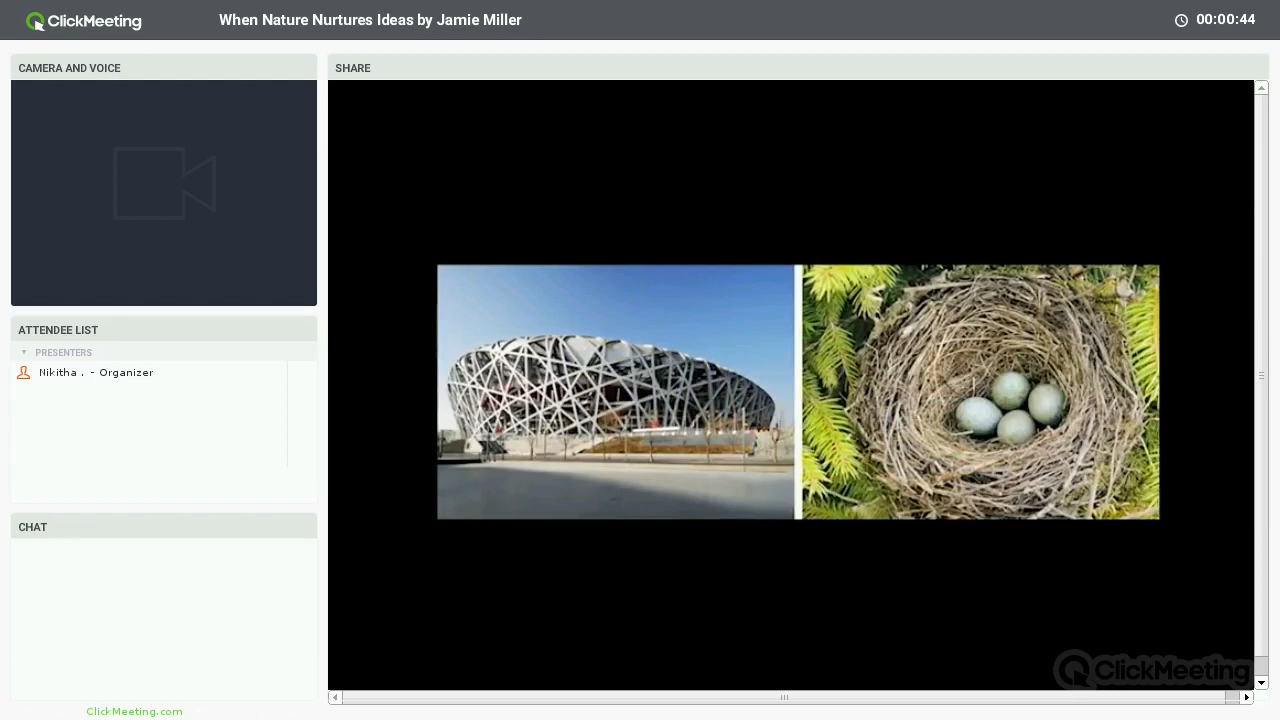 ClickMeeting
When Nature Nurtures Ideas by Jamie Miller
00:00:44
CAMERA AND VOICE
SHARE
ATTENDEE LIST
PRESENTERS
Nikitha . - Organizer
CHAT
ClickMeeting
ClickMeeting.com